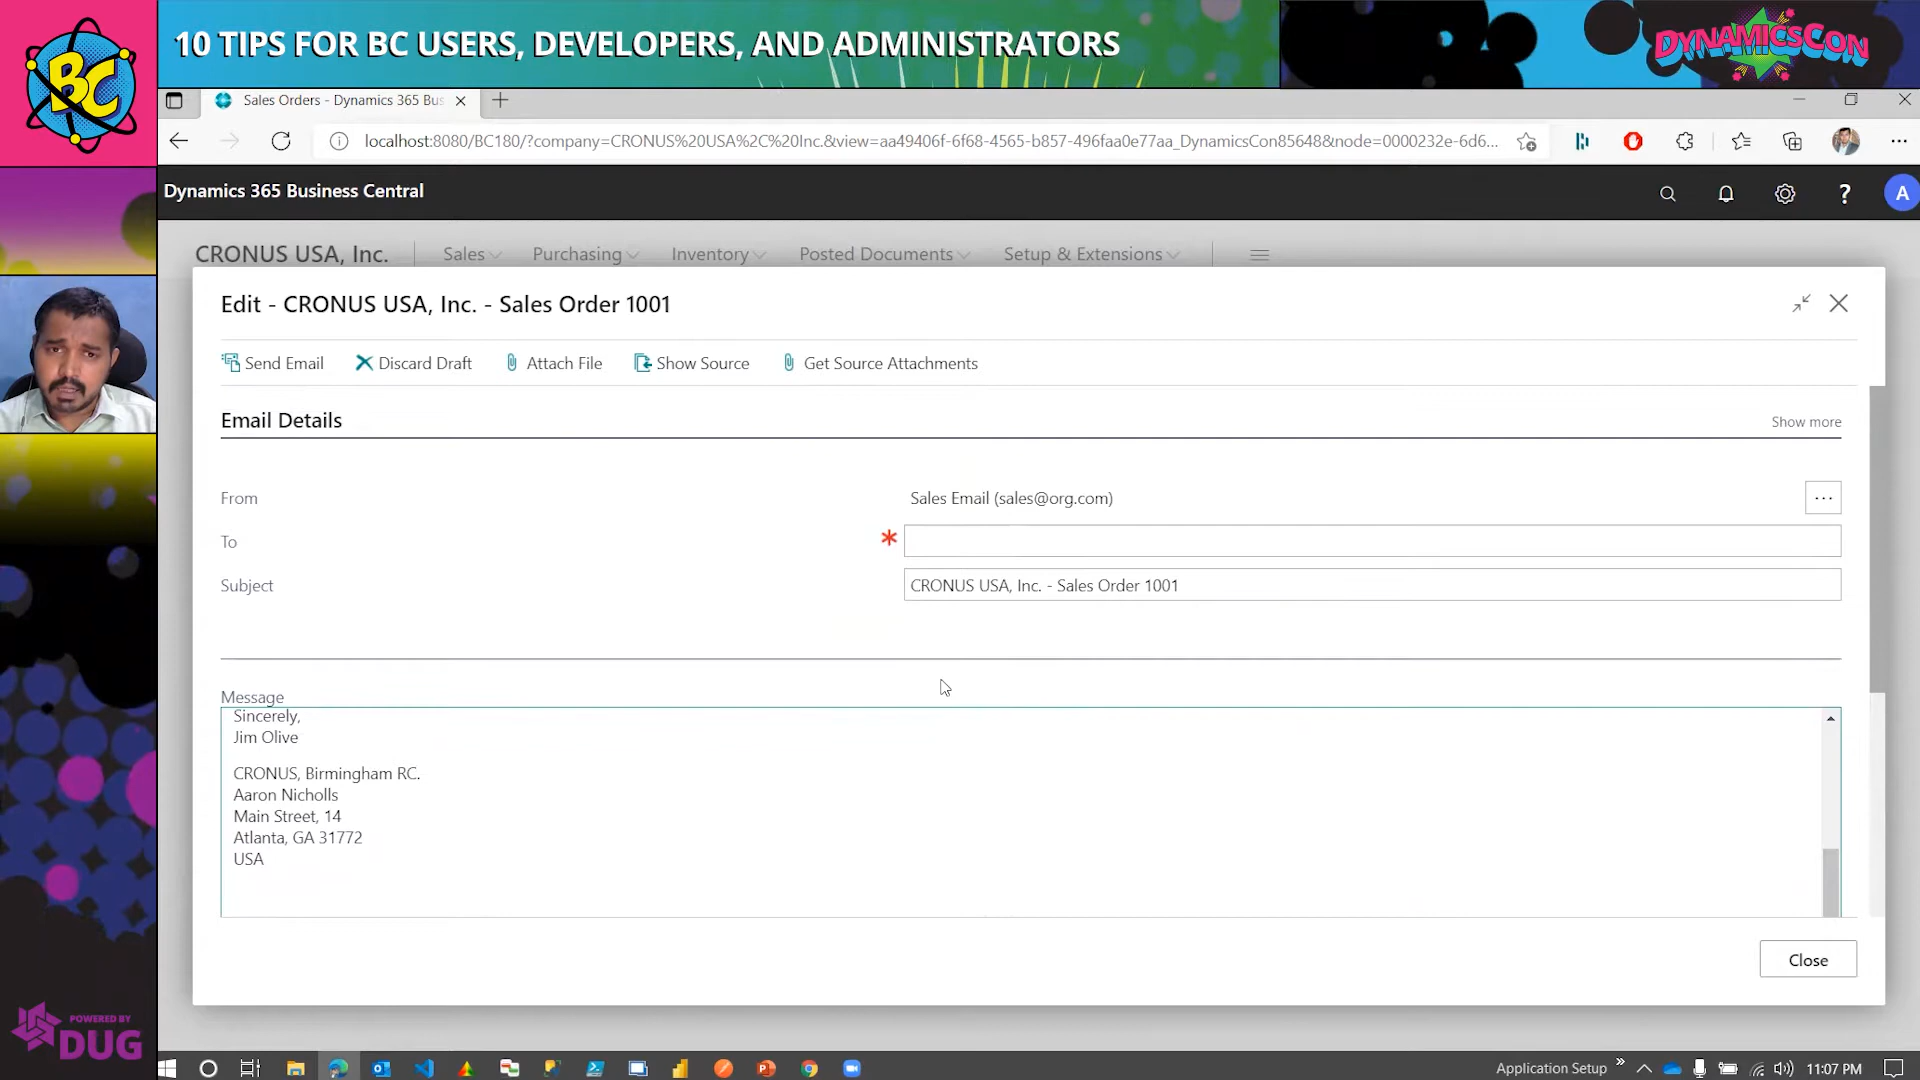 10 TIPS FOR BC USERS, DEVELOPERS, AND ADMINISTRATORS
BC
DYNAMICSCON
Sales Orders - Dynamics 365 Bus
localhost:8080/BC180/?company=CRONUS%20USA%2C%20Inc.&view=aa49406f-6f68-4565-b857-496faa0e77aa_DynamicsCon85648&node=0000232e-6d6...
Dynamics 365 Business Central
A
CRONUS USA, Inc.
Sales
Purchasing
Inventory
Posted Documents
Setup & Extensions
Edit - CRONUS USA, Inc. - Sales Order 1001
Send Email
Discard Draft
Attach File
Show Source
Get Source Attachments
Email Details
Show more
From
Sales Email (sales@org.com)
To
*
Subject
CRONUS USA, Inc. - Sales Order 1001
Message
Sincerely,
Jim Olive
CRONUS, Birmingham RC.
Aaron Nicholls
Main Street, 14
Atlanta, GA 31772
USA
Close
POWERED BY
DUG
Application Setup
11:07 PM